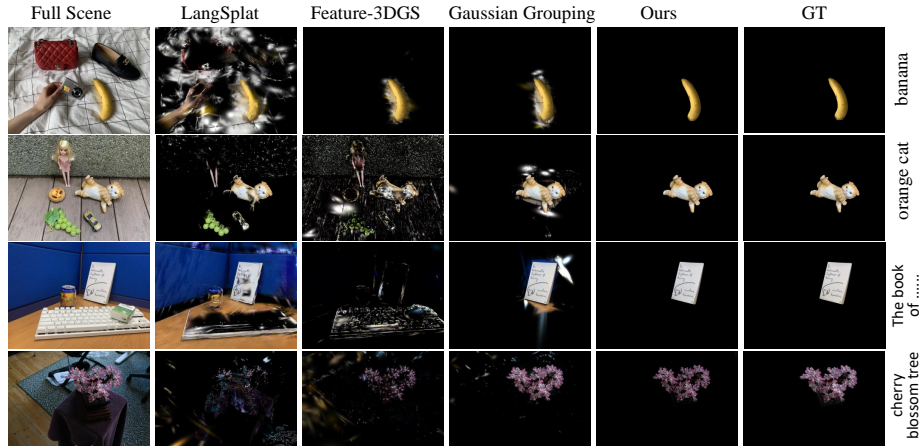 Full Scene
LangSplat
Feature-3DGS
Gaussian Grouping
Ours
GT
banana
orange cat
The book
of ......
cherry
blossom tree